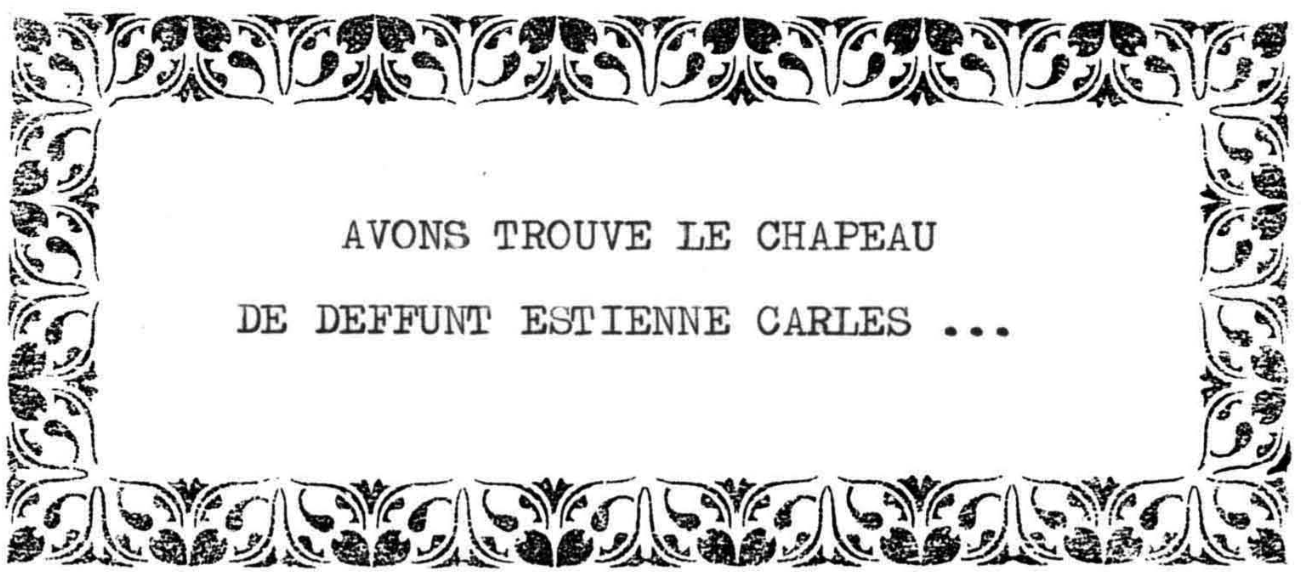 AVONS TROUVE LE CHAPEAU
DE DEFFUNT ESTIENNE CARLES ...